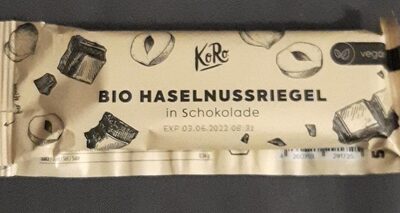 KoRo
vegan
BIO HASELNUSSRIEGEL
in Schokolade
EXP 03.06.2022 08:31